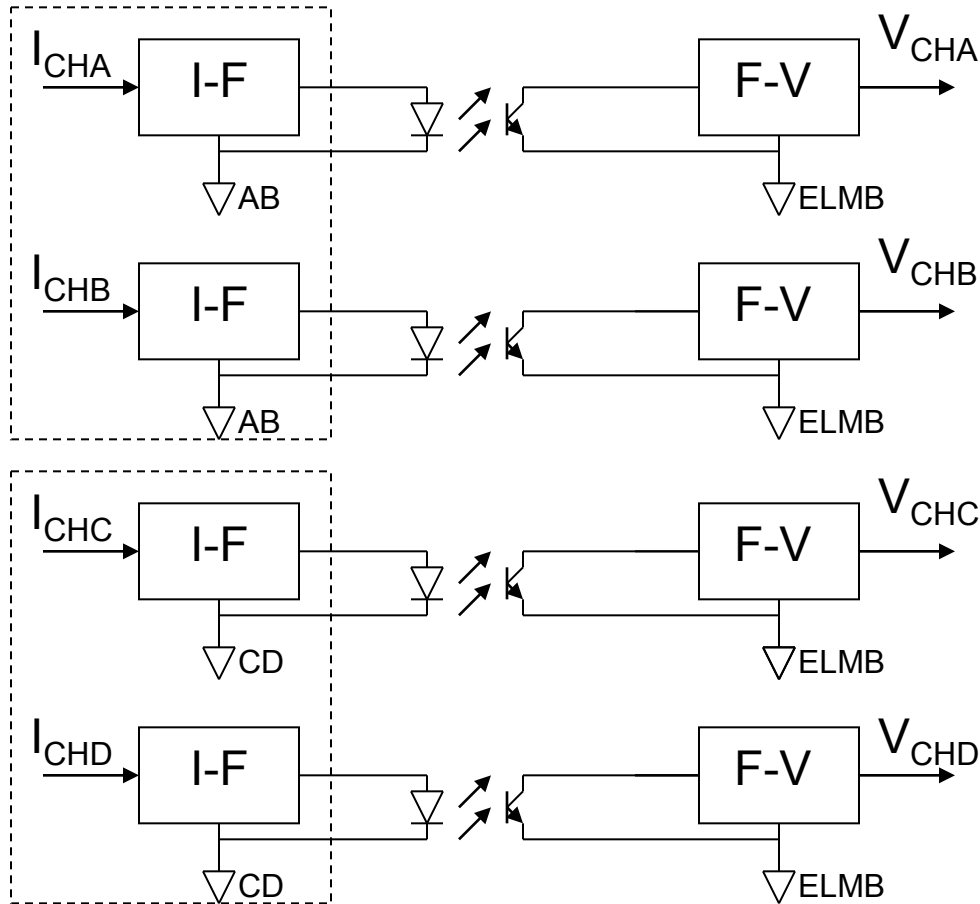 I_CHA I-F F-V V_CHA
AB ELMB
I_CHB I-F F-V V_CHB
AB ELMB
I_CHC I-F F-V V_CHC
CD ELMB
I_CHD I-F F-V V_CHD
CD ELMB